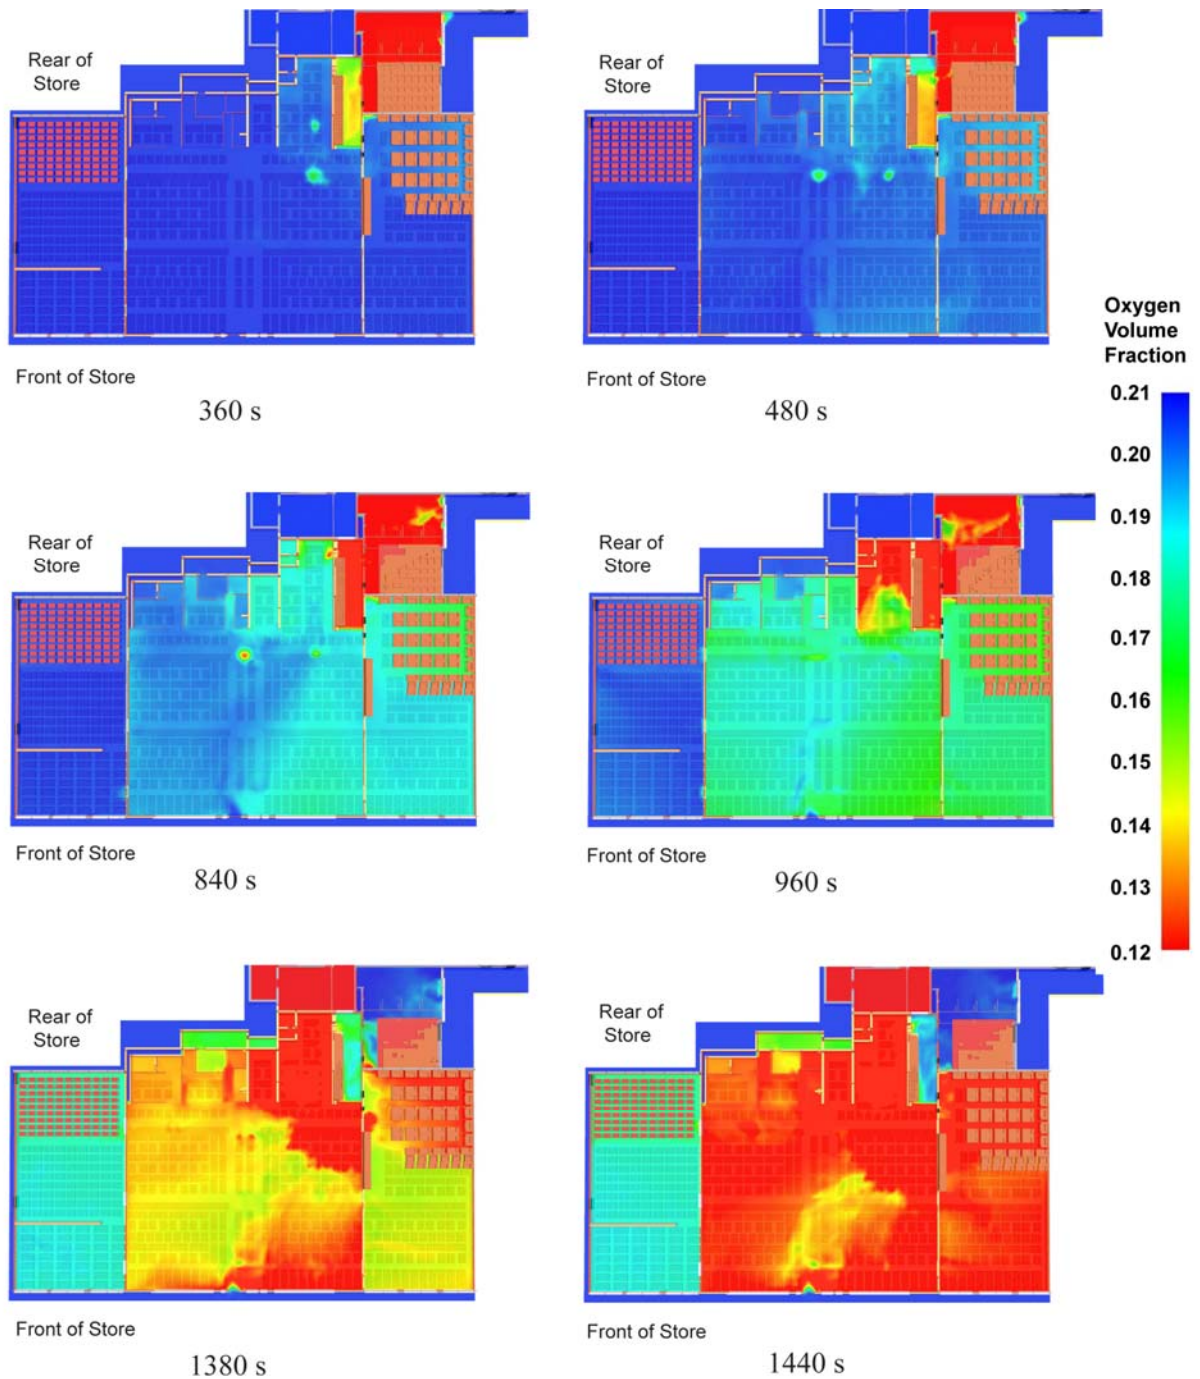 Rear of
Store
Front of Store
360 s
Rear of
Store
Front of Store
480 s
Oxygen
Volume
Fraction
0.21
0.20
0.19
0.18
0.17
0.16
0.15
0.14
0.13
0.12
Rear of
Store
Front of Store
840 s
Rear of
Store
Front of Store
960 s
Rear of
Store
Front of Store
1380 s
Rear of
Store
Front of Store
1440 s